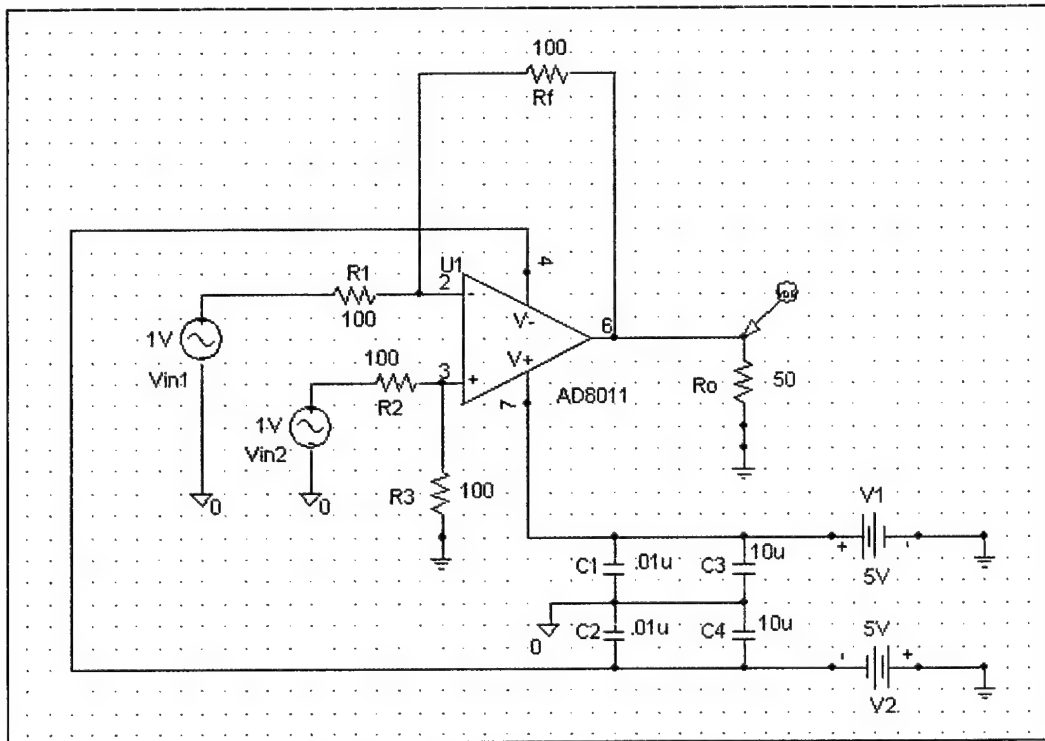 100
Rf
U1
4
R1
2
-
100
V-
6
1V
Vin1
100
3
+
V+
R2
7
AD8011
Ro
50
1V
Vin2
0
0
R3
100
V1
+
-
5V
C1
.01u
C3
10u
0
C2
.01u
C4
10u
5V
-
+
V2